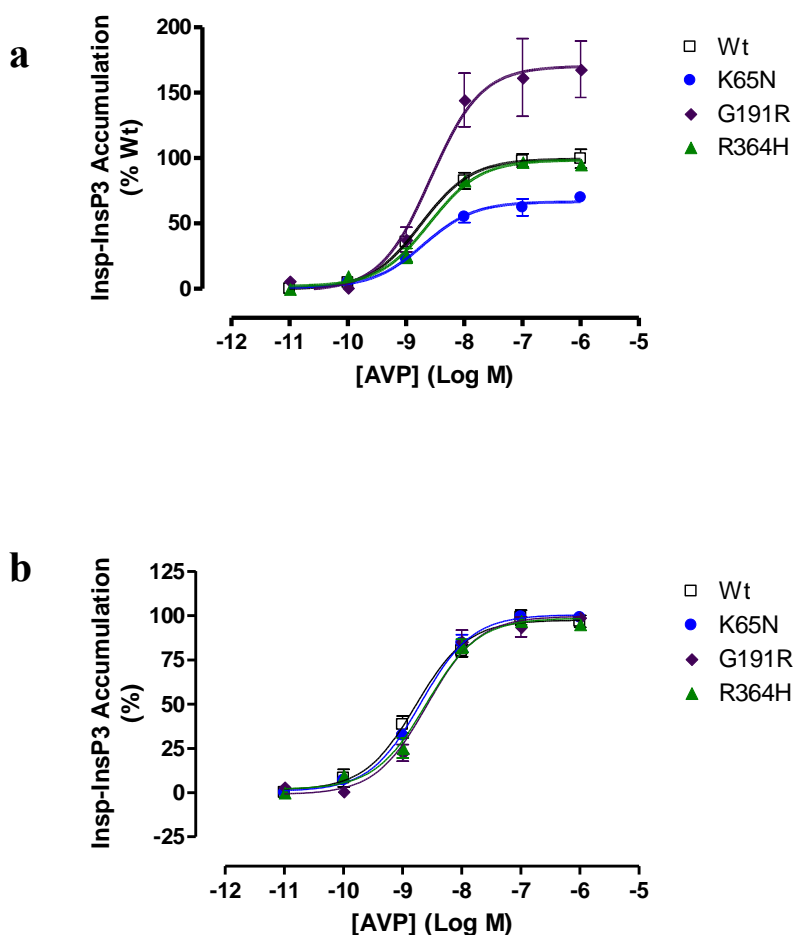 a
200
150
100
50
0
Insp-InsP3 Accumulation
(% Wt)
-12 -11 -10 -9 -8 -7 -6 -5
[AVP] (Log M)
Wt
K65N
G191R
R364H
b
125
100
75
50
25
0
-25
Insp-InsP3 Accumulation
(%)
-12 -11 -10 -9 -8 -7 -6 -5
[AVP] (Log M)
Wt
K65N
G191R
R364H